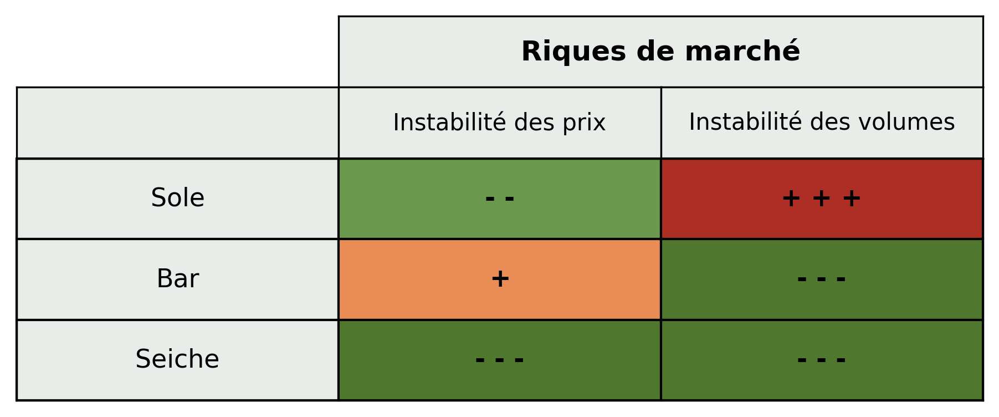 Riques de marché
Instabilité des prix Instabilité des volumes
Sole - - + + +
Bar + - - -
Seiche - - - - - -